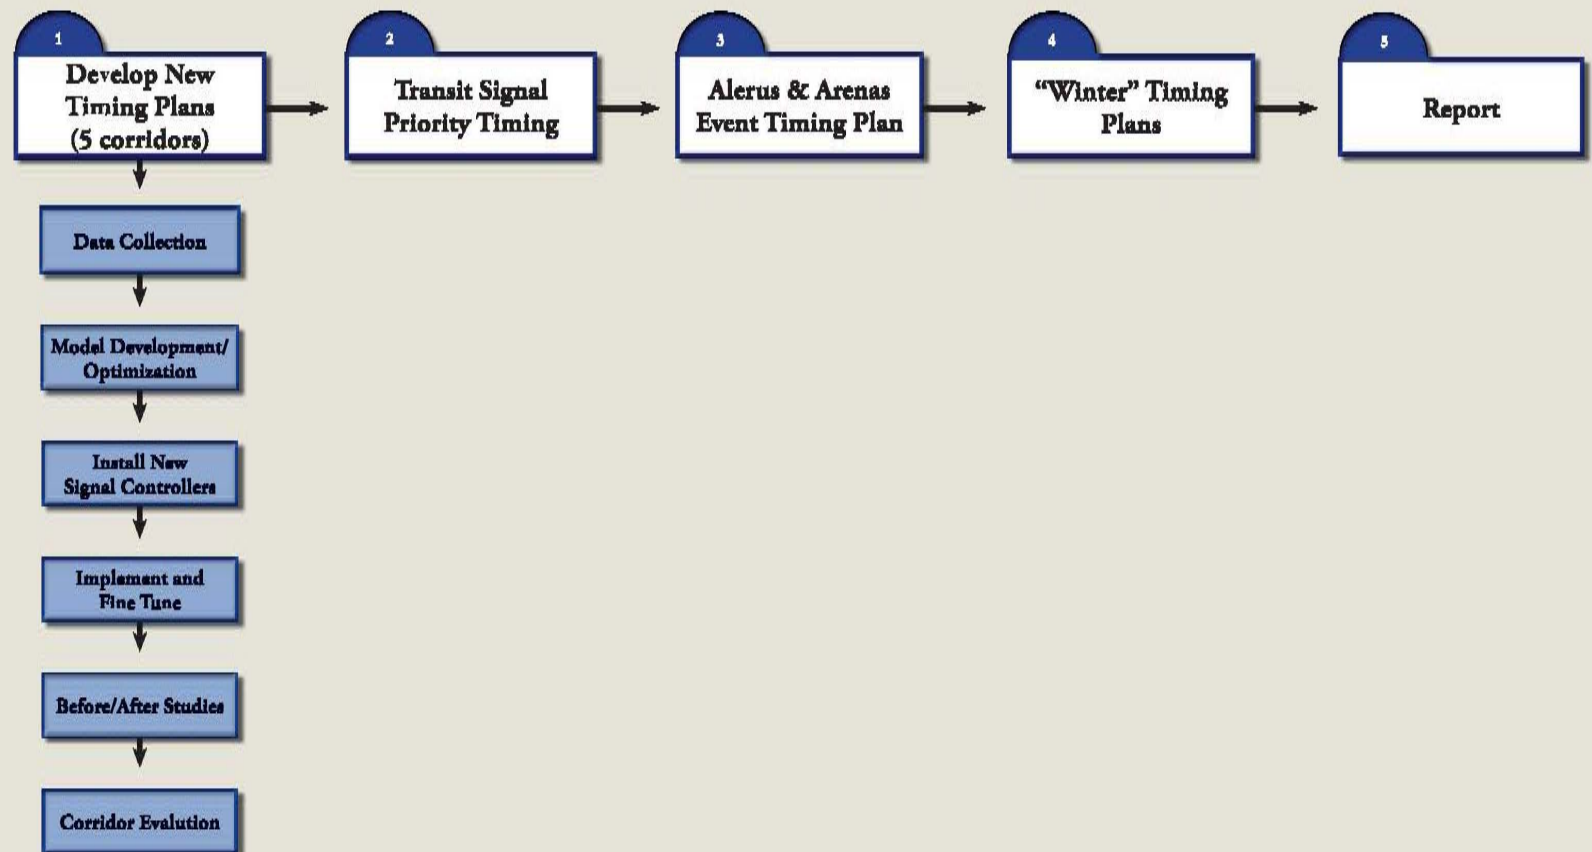 1
Develop New
Timing Plans
(5 corridors)
2
Transit Signal
Priority Timing
3
Alerus & Arenas
Event Timing Plan
4
“Winter” Timing
Plans
5
Report
Data Collection
Model Development/
Optimization
Install New
Signal Controllers
Implement and
Fine Tune
Before/After Studies
Corridor Evalution